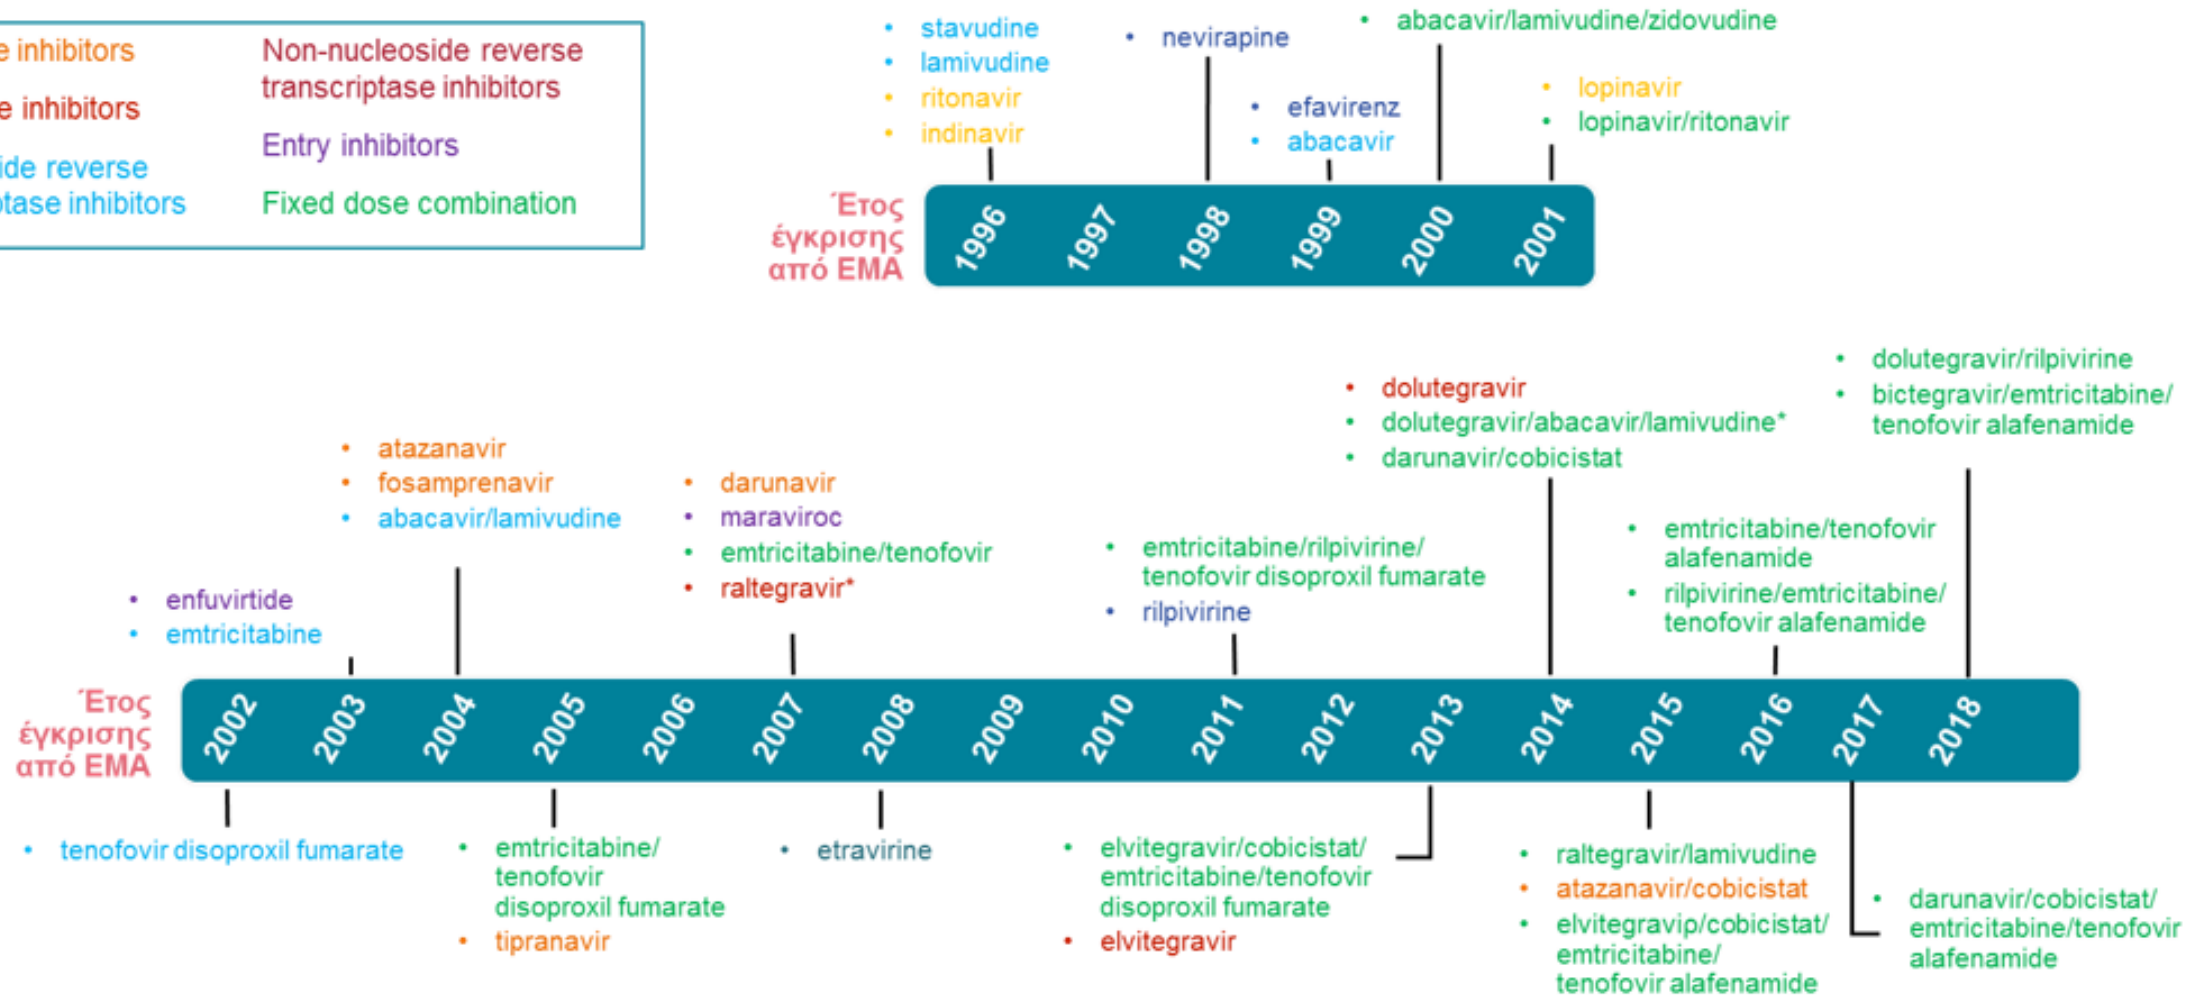 e inhibitors
e inhibitors
ide reverse
ptase inhibitors
Non-nucleoside reverse
transcriptase inhibitors
Entry inhibitors
Fixed dose combination
• stavudine
• lamivudine
• ritonavir
• indinavir
• nevirapine
• efavirenz
• abacavir
• abacavir/lamivudine/zidovudine
• lopinavir
• lopinavir/ritonavir
Έτος
έγκρισης
από EMA
1996 1997 1998 1999 2000 2001
• enfuvirtide
• emtricitabine
• atazanavir
• fosamprenavir
• abacavir/lamivudine
• darunavir
• maraviroc
• emtricitabine/tenofovir
• raltegravir*
• emtricitabine/rilpivirine/
tenofovir disoproxil fumarate
• rilpivirine
• dolutegravir
• dolutegravir/abacavir/lamivudine*
• darunavir/cobicistat
• emtricitabine/tenofovir
alafenamide
• rilpivirine/emtricitabine/
tenofovir alafenamide
• dolutegravir/rilpivirine
• bictegravir/emtricitabine/
tenofovir alafenamide
Έτος
έγκρισης
από EMA
2002 2003 2004 2005 2006 2007 2008 2009 2010 2011 2012 2013 2014 2015 2016 2017 2018
• tenofovir disoproxil fumarate
• emtricitabine/
tenofovir
disoproxil fumarate
• tipranavir
• etravirine
• elvitegravir/cobicistat/
emtricitabine/tenofovir
disoproxil fumarate
• elvitegravir
• raltegravir/lamivudine
• atazanavir/cobicistat
• elvitegraviρ/cobicistat/
emtricitabine/
tenofovir alafenamide
• darunavir/cobicistat/
emtricitabine/tenofovir
alafenamide